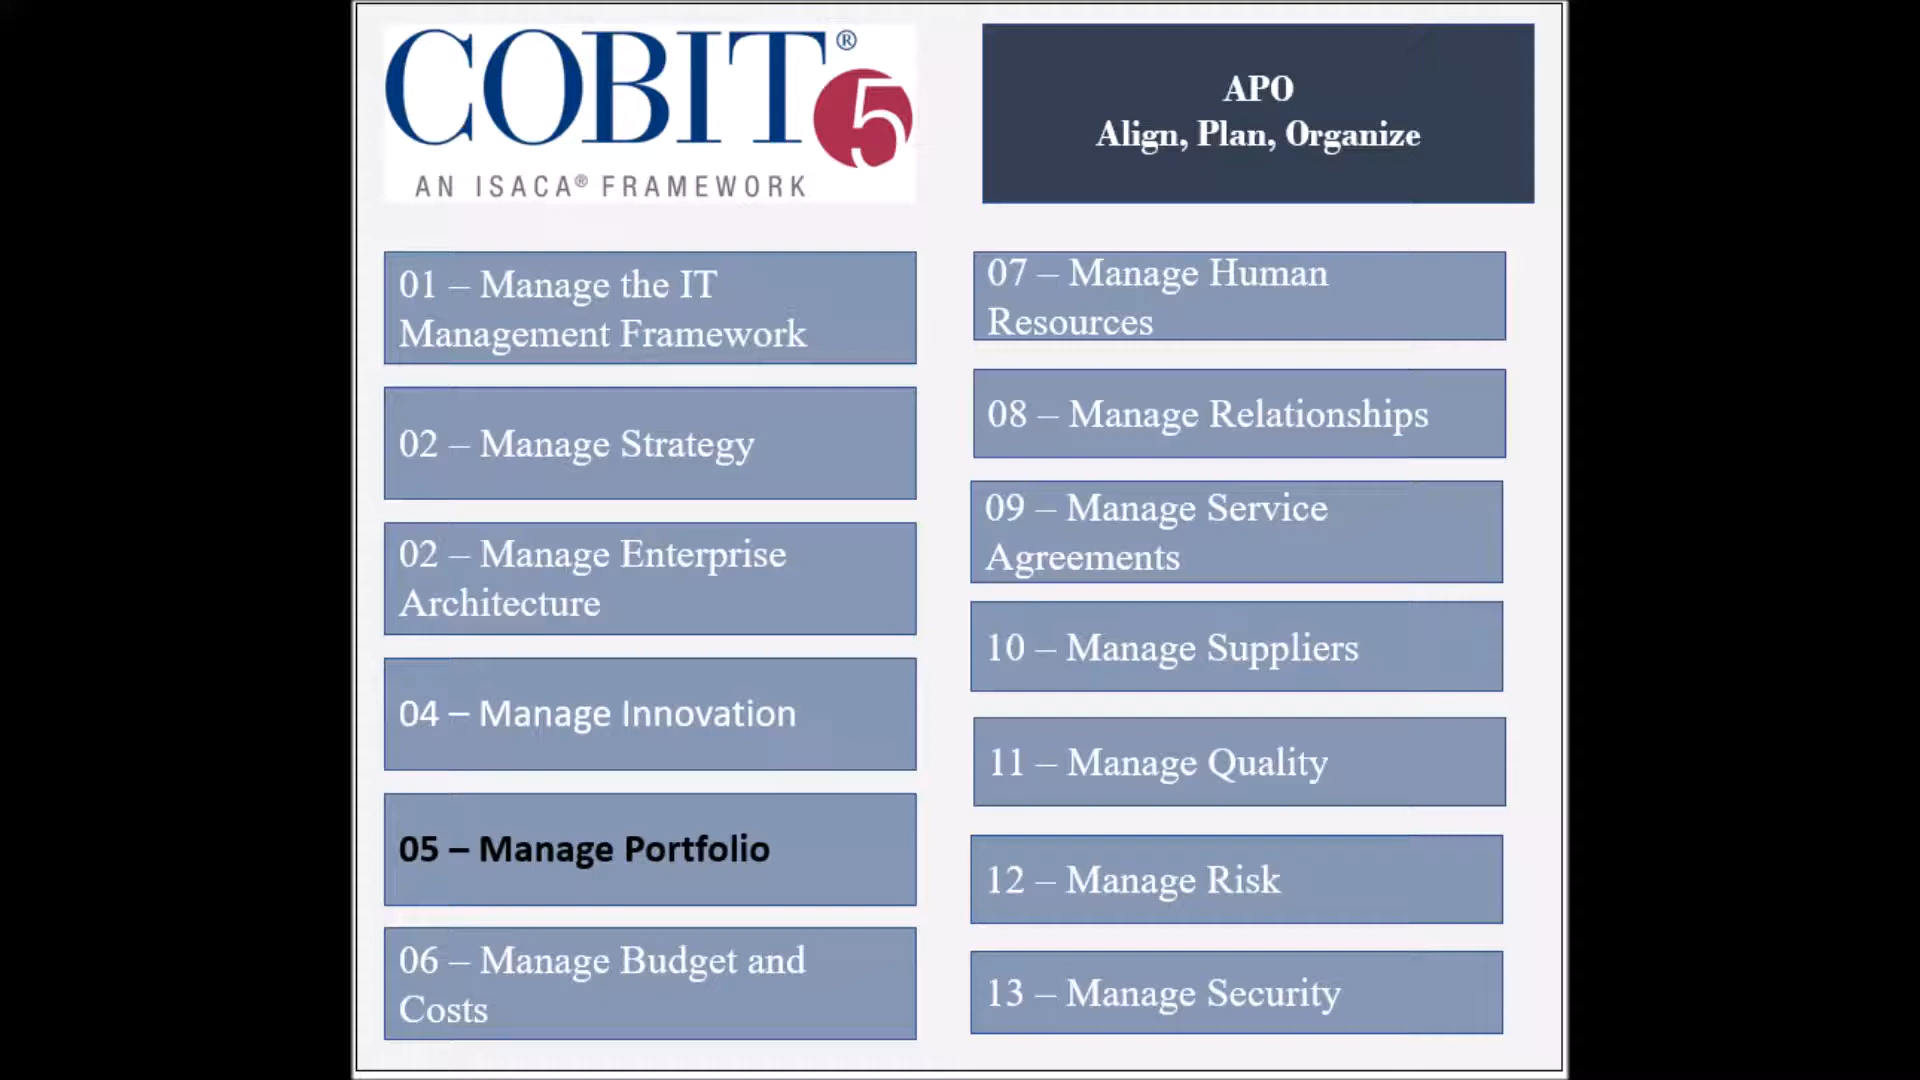 COBIT® 5
AN ISACA® FRAMEWORK
APO
Align, Plan, Organize
01 – Manage the IT
Management Framework
02 – Manage Strategy
02 – Manage Enterprise
Architecture
04 – Manage Innovation
05 – Manage Portfolio
06 – Manage Budget and
Costs
07 – Manage Human
Resources
08 – Manage Relationships
09 – Manage Service
Agreements
10 – Manage Suppliers
11 – Manage Quality
12 – Manage Risk
13 – Manage Security